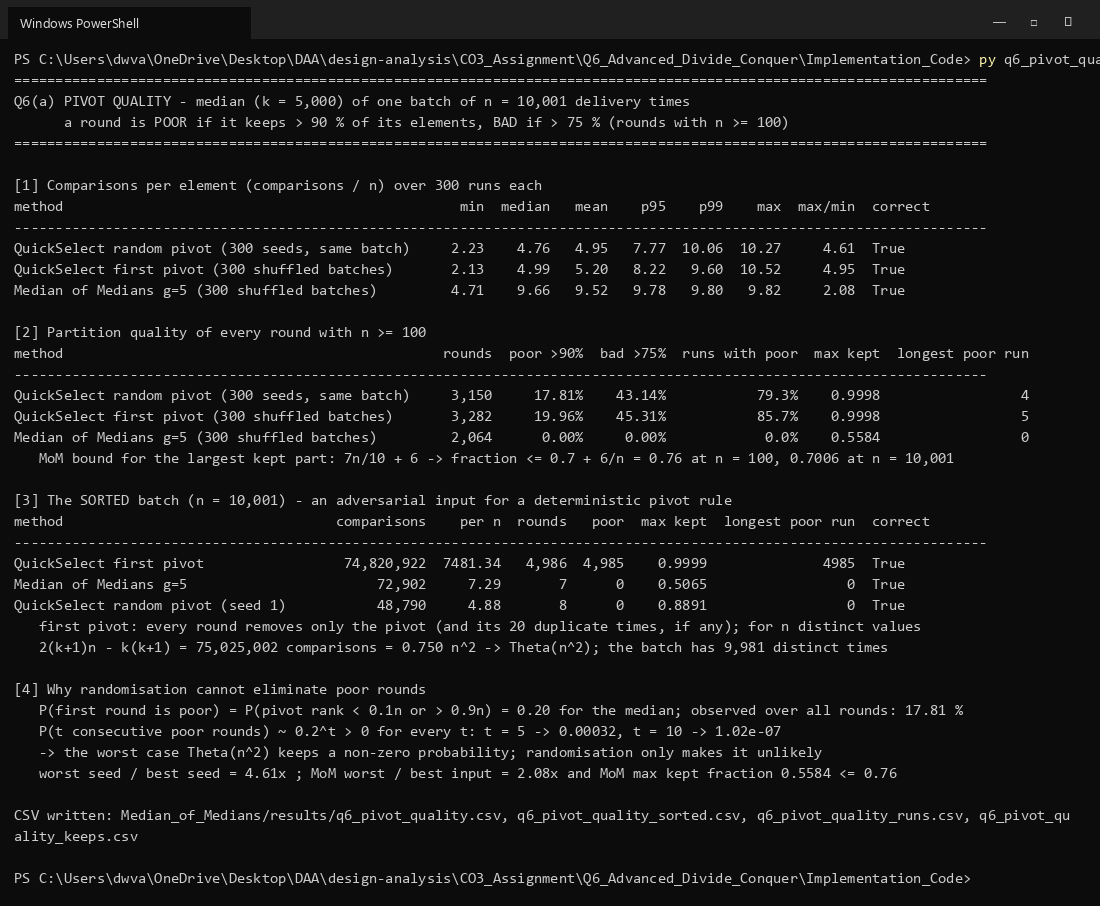 Windows PowerShell
PS C:\Users\dwva\OneDrive\Desktop\DAA\design-analysis\CO3_Assignment\Q6_Advanced_Divide_Conquer\Implementation_Code> py q6_pivot_qua
====================================================================================================================
Q6(a) PIVOT QUALITY - median (k = 5,000) of one batch of n = 10,001 delivery times
      a round is POOR if it keeps > 90 % of its elements, BAD if > 75 % (rounds with n >= 100)
====================================================================================================================
[1] Comparisons per element (comparisons / n) over 300 runs each
method                                                min  median   mean    p95    p99    max  max/min  correct
--------------------------------------------------------------------------------------------------------------------
QuickSelect random pivot (300 seeds, same batch)     2.23    4.76   4.95   7.77  10.06  10.27     4.61  True
QuickSelect first pivot (300 shuffled batches)       2.13    4.99   5.20   8.22   9.60  10.52     4.95  True
Median of Medians g=5 (300 shuffled batches)         4.71    9.66   9.52   9.78   9.80   9.82     2.08  True
[2] Partition quality of every round with n >= 100
method                                              rounds  poor >90%  bad >75%  runs with poor  max kept  longest poor run
--------------------------------------------------------------------------------------------------------------------
QuickSelect random pivot (300 seeds, same batch)     3,150     17.81%    43.14%           79.3%    0.9998                 4
QuickSelect first pivot (300 shuffled batches)       3,282     19.96%    45.31%           85.7%    0.9998                 5
Median of Medians g=5 (300 shuffled batches)         2,064      0.00%     0.00%            0.0%    0.5584                 0
   MoM bound for the largest kept part: 7n/10 + 6 -> fraction <= 0.7 + 6/n = 0.76 at n = 100, 0.7006 at n = 10,001
[3] The SORTED batch (n = 10,001) - an adversarial input for a deterministic pivot rule
method                                 comparisons    per n  rounds   poor  max kept  longest poor run  correct
--------------------------------------------------------------------------------------------------------------------
QuickSelect first pivot                 74,820,922  7481.34   4,986  4,985    0.9999              4985  True
Median of Medians g=5                       72,902     7.29       7      0    0.5065                 0  True
QuickSelect random pivot (seed 1)           48,790     4.88       8      0    0.8891                 0  True
   first pivot: every round removes only the pivot (and its 20 duplicate times, if any); for n distinct values
   2(k+1)n - k(k+1) = 75,025,002 comparisons = 0.750 n^2 -> Theta(n^2); the batch has 9,981 distinct times
[4] Why randomisation cannot eliminate poor rounds
   P(first round is poor) = P(pivot rank < 0.1n or > 0.9n) = 0.20 for the median; observed over all rounds: 17.81 %
   P(t consecutive poor rounds) ~ 0.2^t > 0 for every t: t = 5 -> 0.00032, t = 10 -> 1.02e-07
   -> the worst case Theta(n^2) keeps a non-zero probability; randomisation only makes it unlikely
   worst seed / best seed = 4.61x ; MoM worst / best input = 2.08x and MoM max kept fraction 0.5584 <= 0.76
CSV written: Median_of_Medians/results/q6_pivot_quality.csv, q6_pivot_quality_sorted.csv, q6_pivot_quality_runs.csv, q6_pivot_qu
ality_keeps.csv
PS C:\Users\dwva\OneDrive\Desktop\DAA\design-analysis\CO3_Assignment\Q6_Advanced_Divide_Conquer\Implementation_Code>